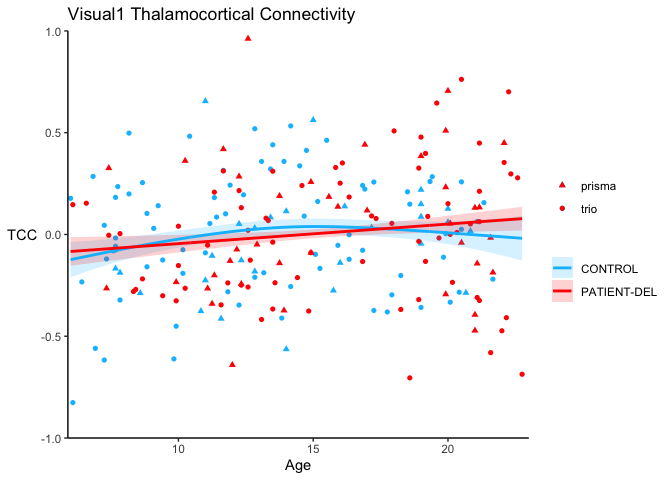 Visual1 Thalamocortical Connectivity
1.0
0.5
0.0
-0.5
-1.0
TCC
10
15
20
Age
prisma
trio
CONTROL
PATIENT-DEL